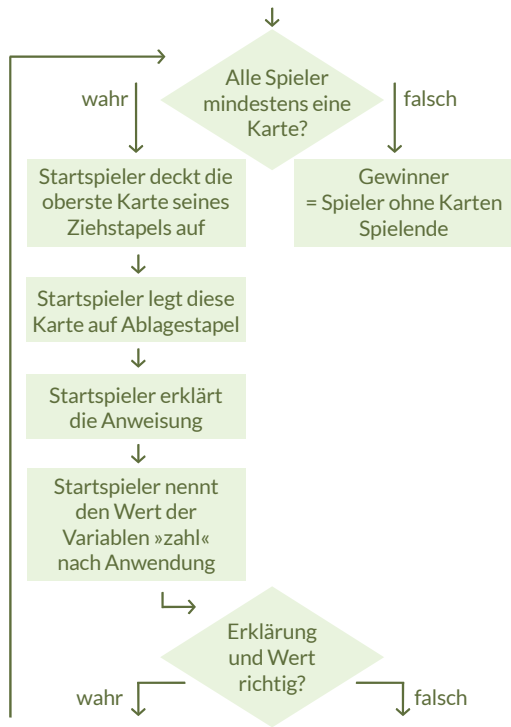 Alle Spieler
mindestens eine
Karte?
wahr
falsch
Startspieler deckt die
oberste Karte seines
Ziehstapels auf
Gewinner
= Spieler ohne Karten
Spielende
Startspieler legt diese
Karte auf Ablagestapel
Startspieler erklärt
die Anweisung
Startspieler nennt
den Wert der
Variablen »zahl«
nach Anwendung
Erklärung
und Wert
richtig?
wahr
falsch